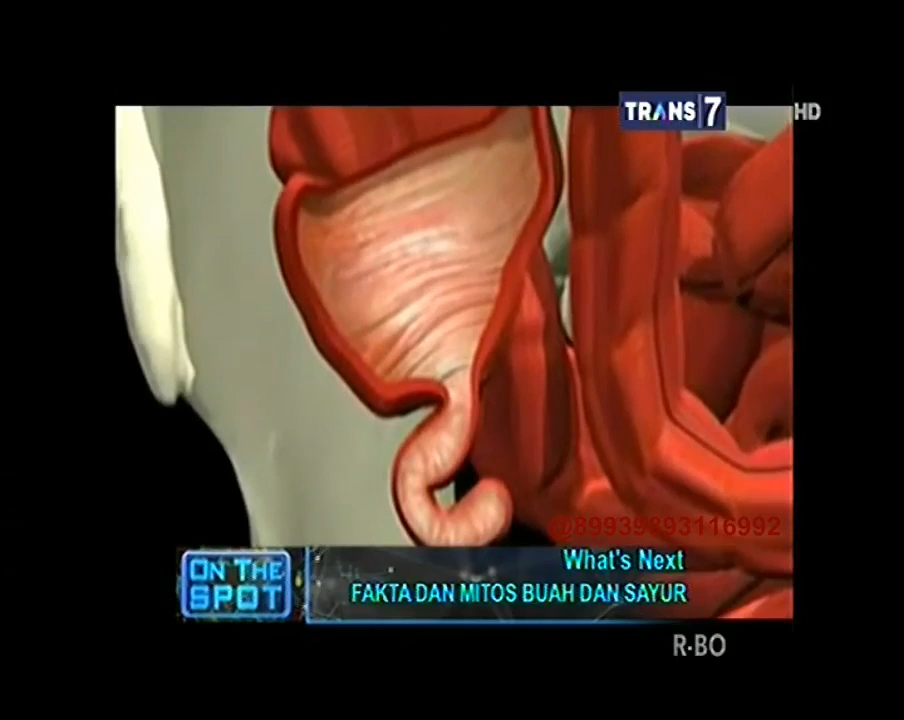 TRANS|7
HD
@89939893116992
What's Next
ON THE SPOT
FAKTA DAN MITOS BUAH DAN SAYUR
R-BO